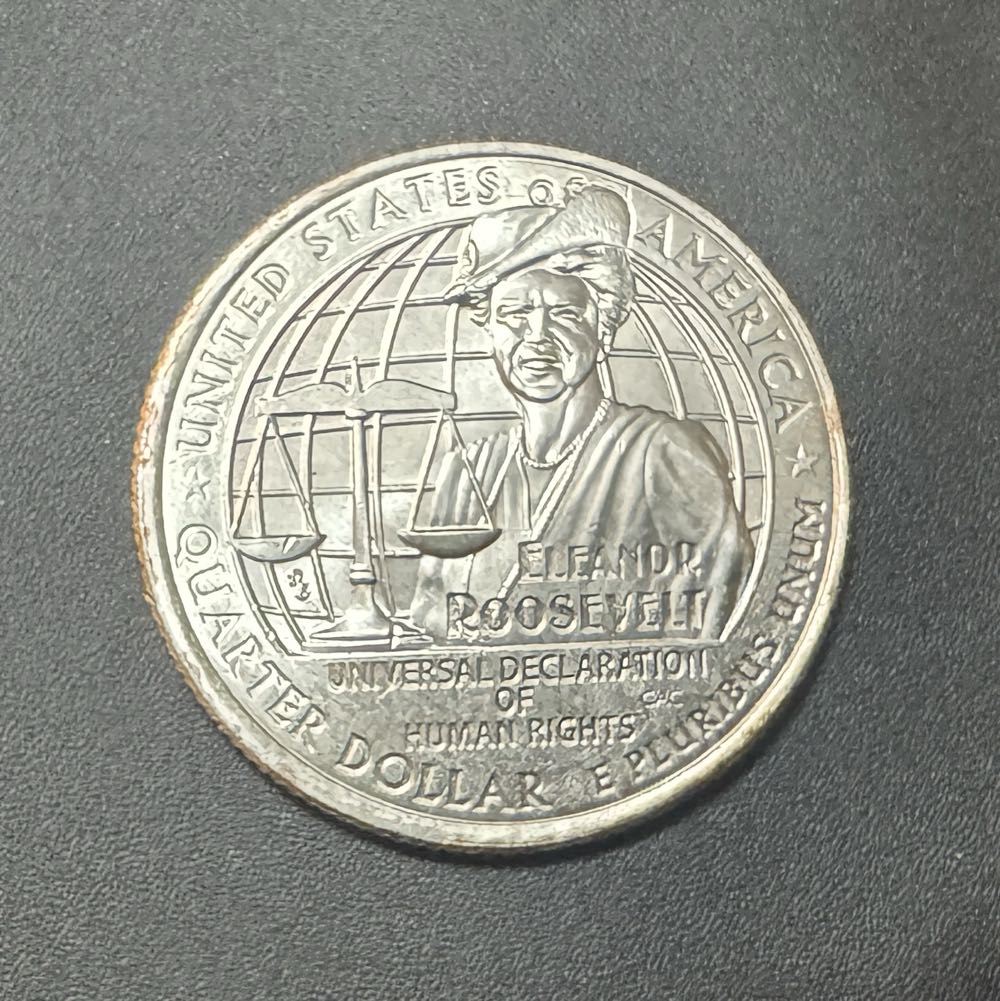 UNITED STATES OF AMERICA
ELEANOR
ROOSEVELT
UNIVERSAL DECLARATION
OF
HUMAN RIGHTS
QUARTER DOLLAR
E PLURIBUS UNUM